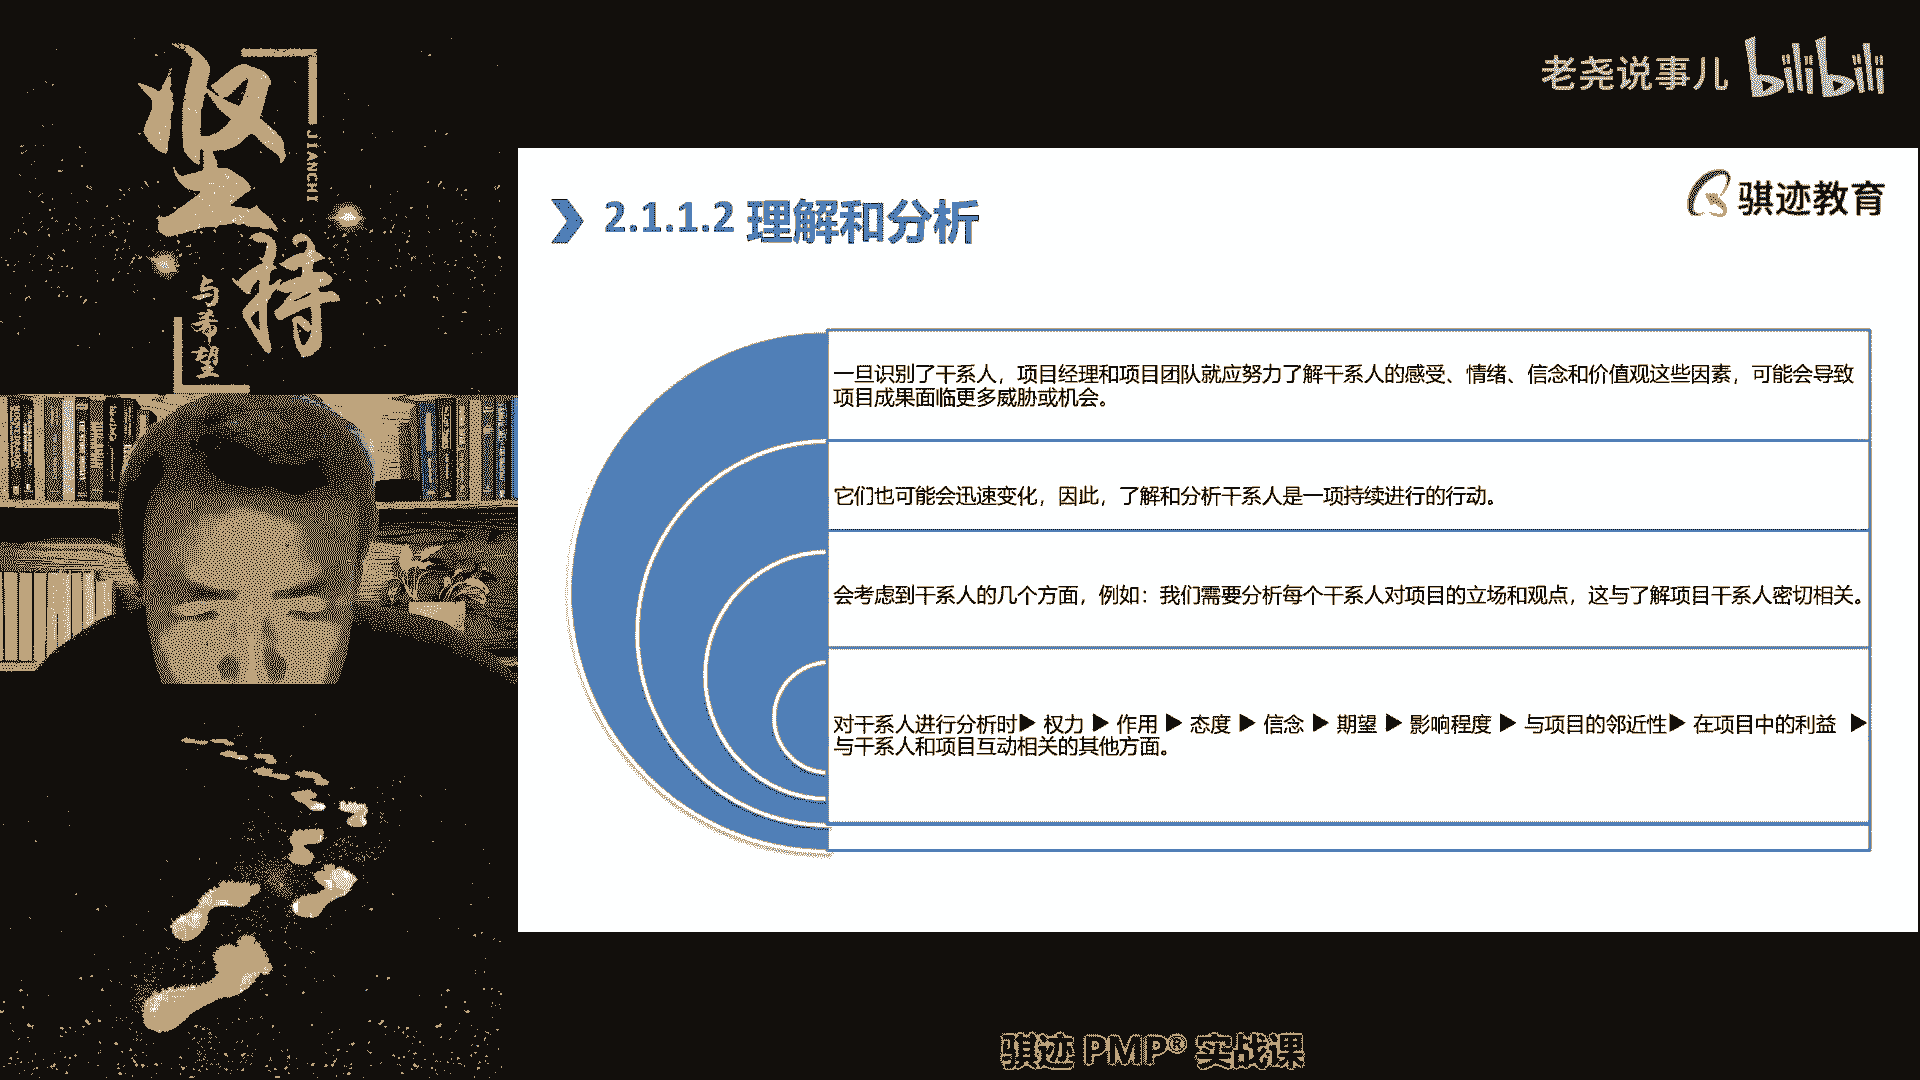 坚持
JIANCHI
与希望
老尧说事儿 bilibili
骐迹教育
2.1.1.2 理解和分析
一旦识别了干系人，项目经理和项目团队就应努力了解干系人的感受、情绪、信念和价值观这些因素，可能会导致
项目成果面临更多威胁或机会。
它们也可能会迅速变化，因此，了解和分析干系人是一项持续进行的行动。
会考虑到干系人的几个方面，例如：我们需要分析每个干系人对项目的立场和观点，这与了解项目干系人密切相关。
对干系人进行分析时▶ 权力 ▶ 作用 ▶ 态度 ▶ 信念 ▶ 期望 ▶ 影响程度 ▶ 与项目的邻近性▶ 在项目中的利益 ▶
与干系人和项目互动相关的其他方面。
骐迹 PMP® 实战课